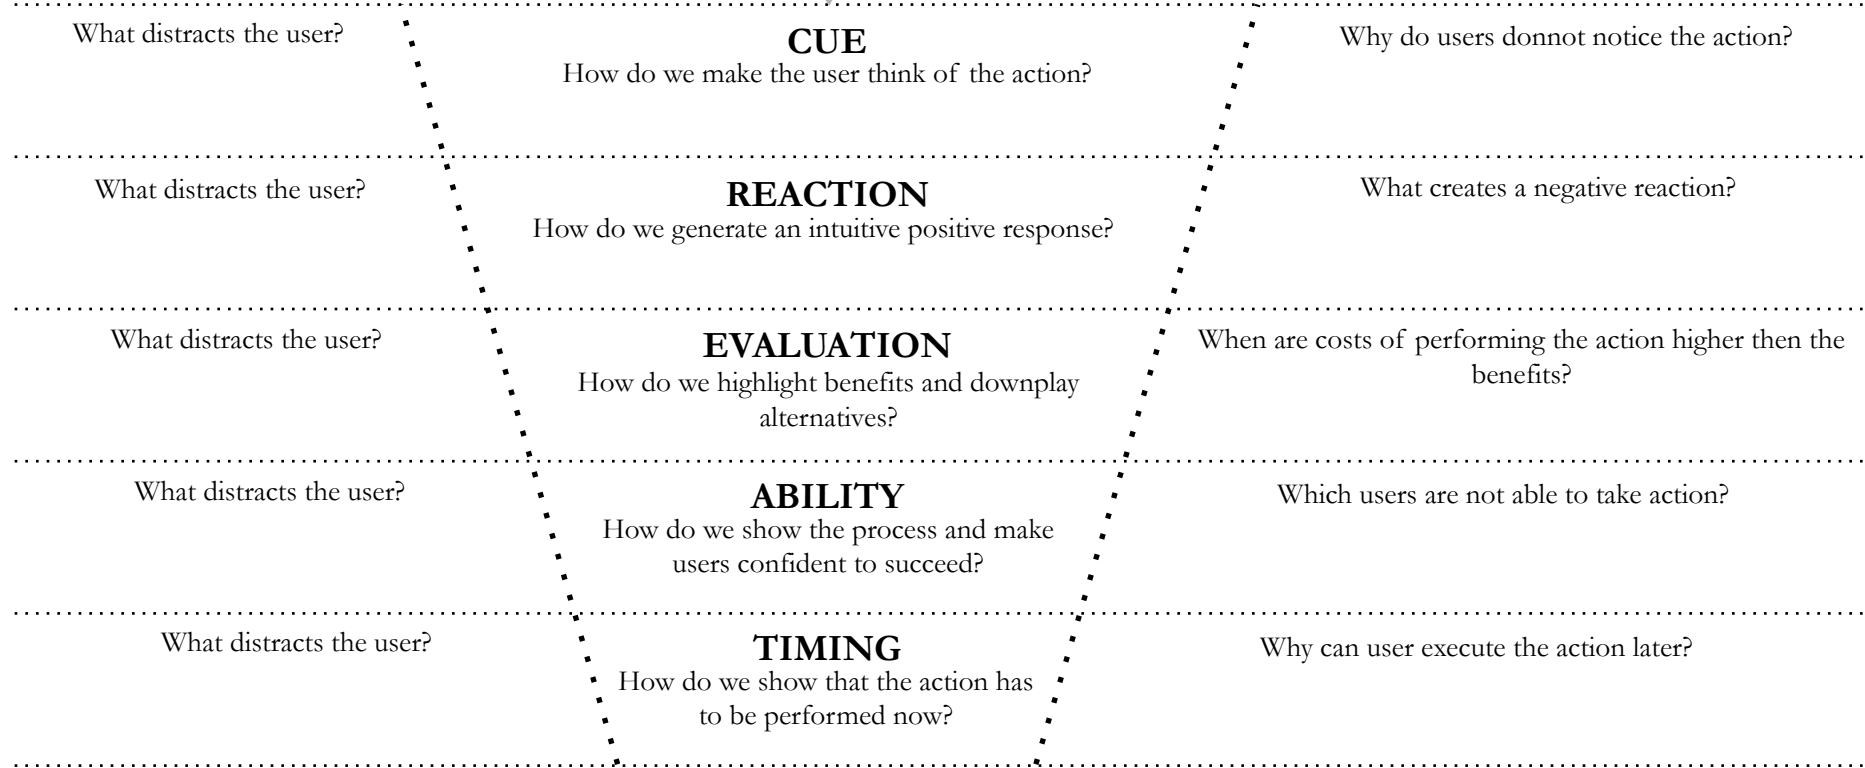 What distracts the user?
CUE
How do we make the user think of the action?
Why do users donnot notice the action?
What distracts the user?
REACTION
How do we generate an intuitive positive response?
What creates a negative reaction?
What distracts the user?
EVALUATION
How do we highlight benefits and downplay
alternatives?
When are costs of performing the action higher then the
benefits?
What distracts the user?
ABILITY
How do we show the process and make
users confident to succeed?
Which users are not able to take action?
What distracts the user?
TIMING
How do we show that the action has
to be performed now?
Why can user execute the action later?